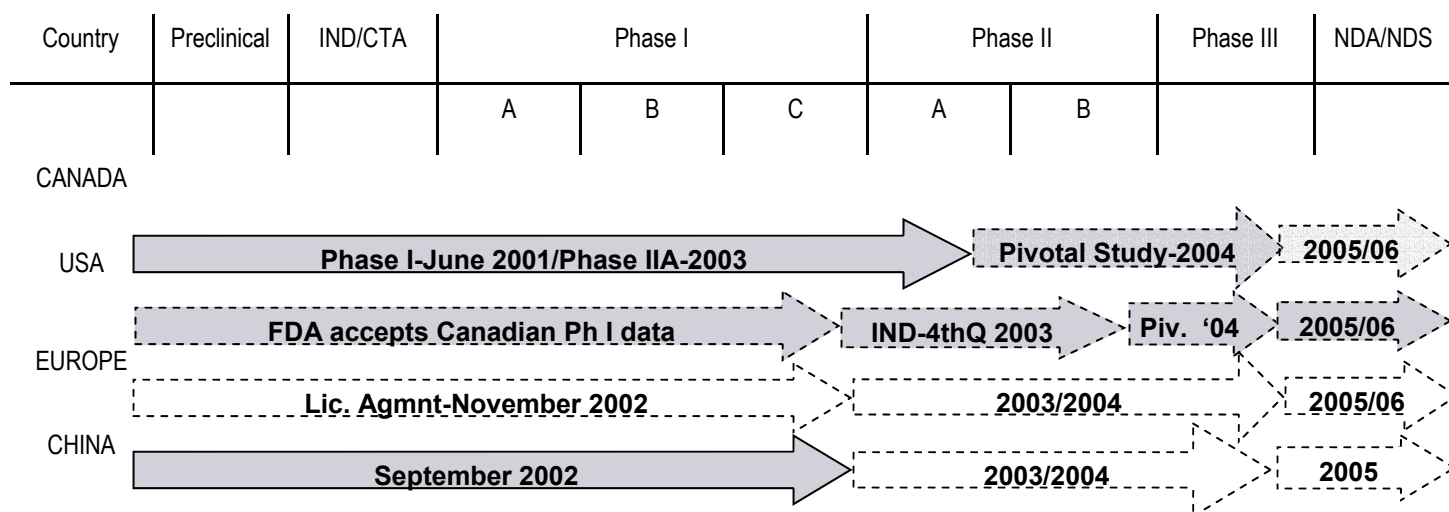 Country Preclinical IND/CTA Phase I Phase II Phase III NDA/NDS
A B C A B
CANADA
Phase I-June 2001/Phase IIA-2003 Pivotal Study-2004 2005/06
USA
FDA accepts Canadian Ph I data IND-4thQ 2003 Piv. ‘04 2005/06
EUROPE
Lic. Agmnt-November 2002 2003/2004 2005/06
CHINA
September 2002 2003/2004 2005